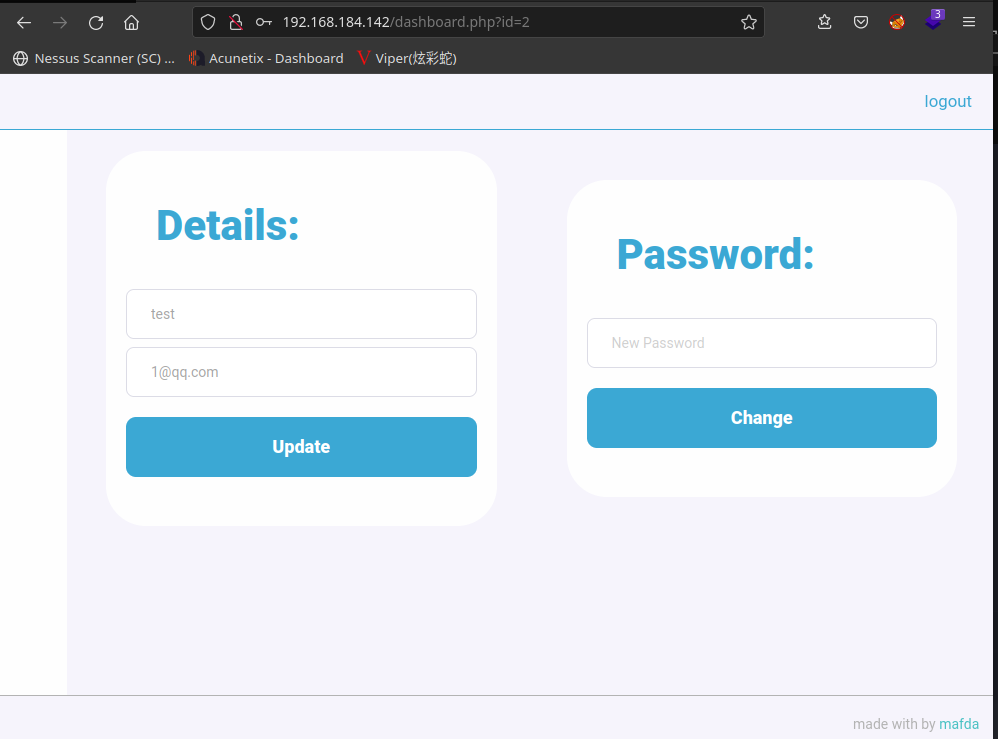 192.168.184.142/dashboard.php?id=2
3
Nessus Scanner (SC) ... Acunetix - Dashboard Viper(炫彩蛇)
logout
Details:
test
1@qq.com
Update
Password:
New Password
Change
made with by mafda